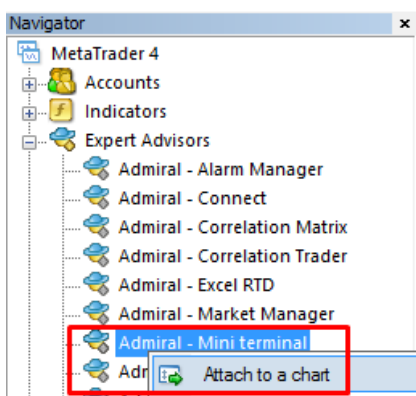 Navigator
MetaTrader 4
Accounts
Indicators
Expert Advisors
Admiral - Alarm Manager
Admiral - Connect
Admiral - Correlation Matrix
Admiral - Correlation Trader
Admiral - Excel RTD
Admiral - Market Manager
Admiral - Mini terminal
Adr
Attach to a chart